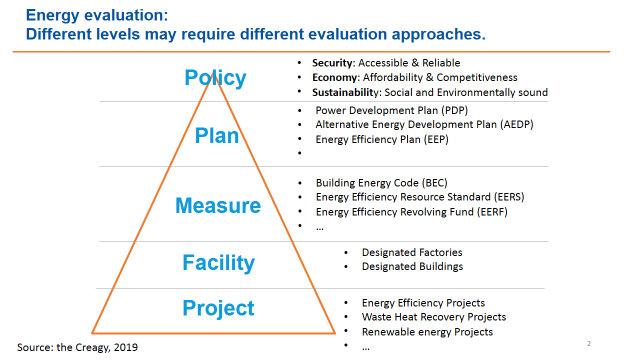 Energy evaluation:
Different levels may require different evaluation approaches.
Policy
• Security: Accessible & Reliable
• Economy: Affordability & Competitiveness
• Sustainability: Social and Environmentally sound
Plan
• Power Development Plan (PDP)
• Alternative Energy Development Plan (AEDP)
• Energy Efficiency Plan (EEP)
•
Measure
• Building Energy Code (BEC)
• Energy Efficiency Resource Standard (EERS)
• Energy Efficiency Revolving Fund (EERF)
• ...
Facility
• Designated Factories
• Designated Buildings
Project
• Energy Efficiency Projects
• Waste Heat Recovery Projects
• Renewable energy Projects
• ...
Source: the Creagy, 2019
2